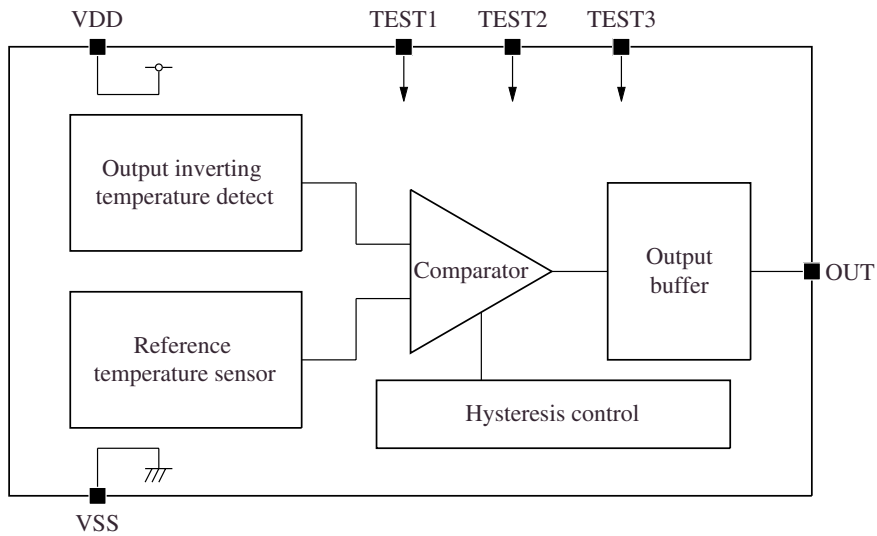 VDD
TEST1
TEST2
TEST3
Output inverting
temperature detect
Comparator
Output
buffer
OUT
Reference
temperature sensor
Hysteresis control
VSS